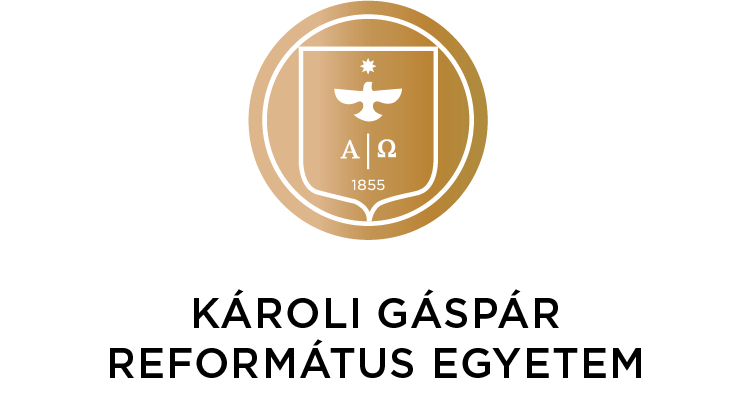 Α|Ω
1855
KÁROLI GÁSPÁR
REFORMÁTUS EGYETEM